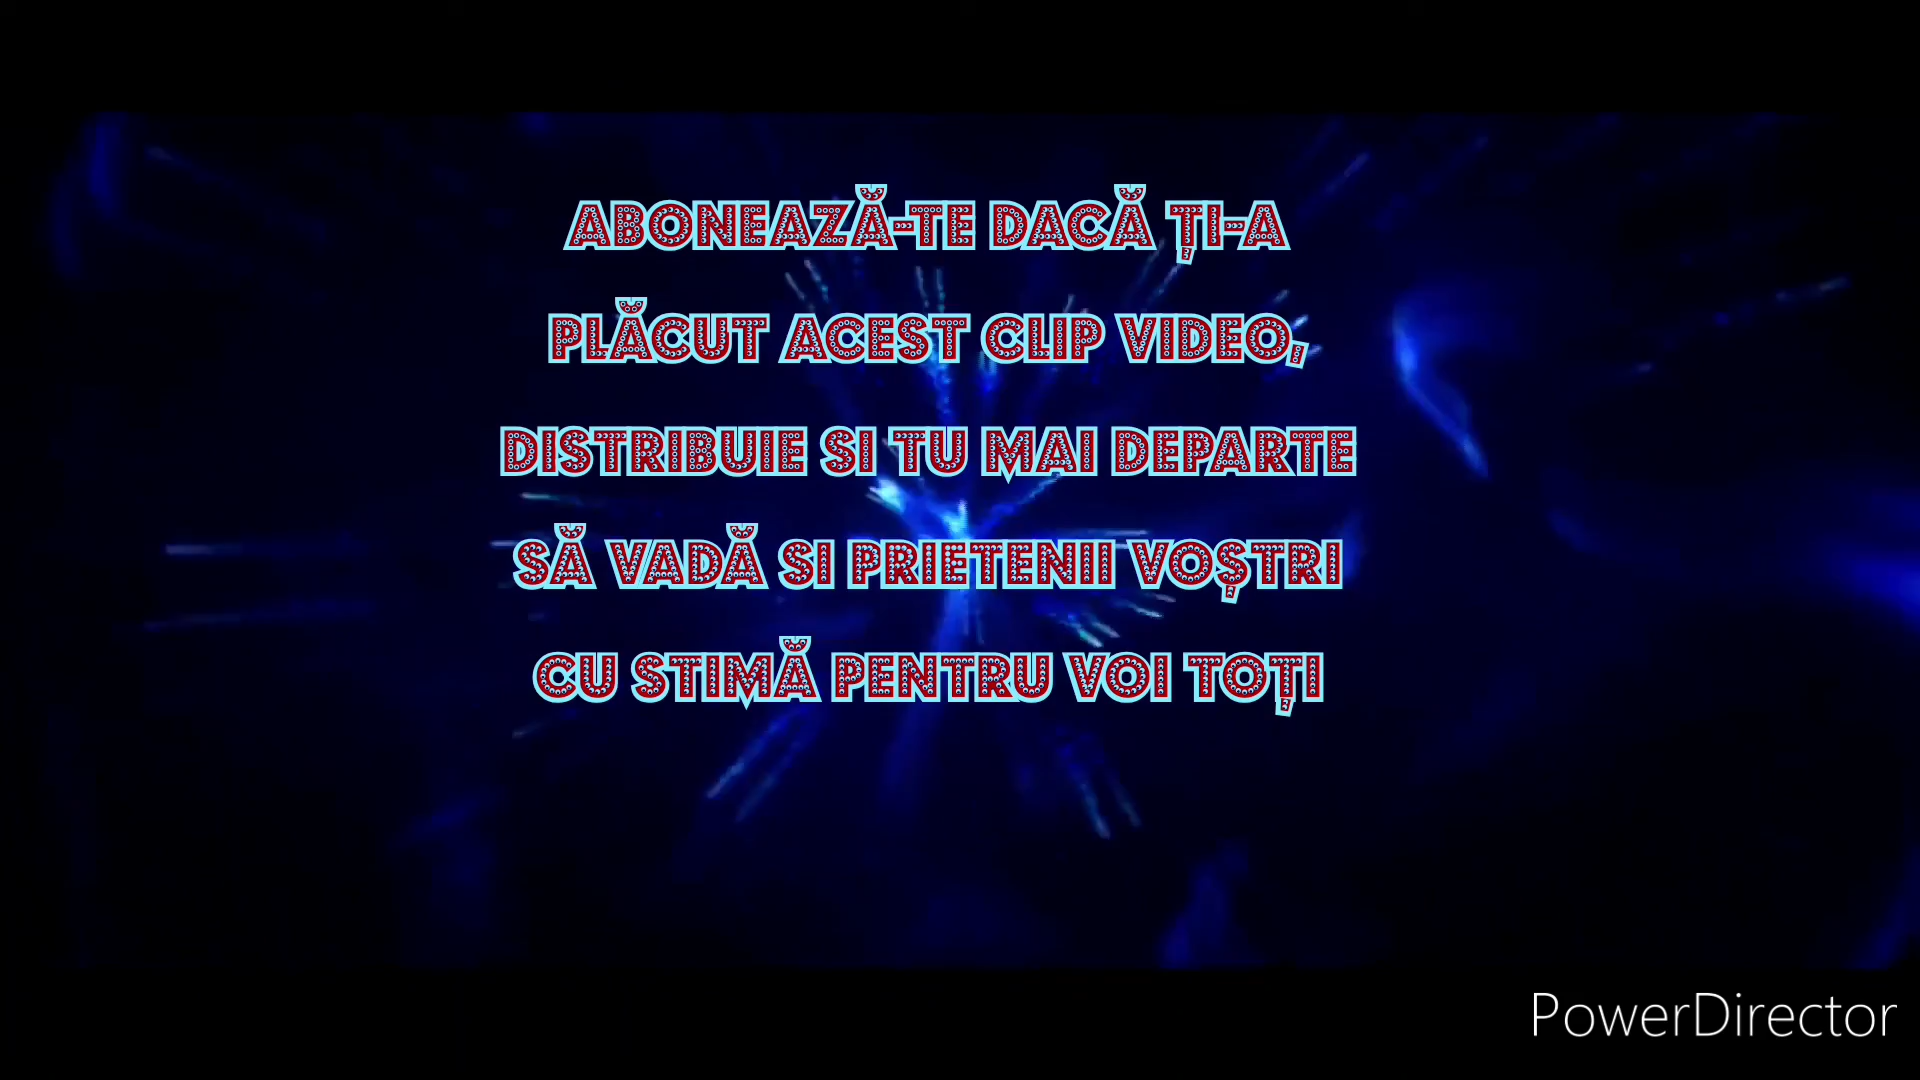 ABONEAZĂ-TE DACĂ ȚI-A
PLĂCUT ACEST CLIP VIDEO,
DISTRIBUIE SI TU MAI DEPARTE
SĂ VADĂ SI PRIETENII VOȘTRI
CU STIMĂ PENTRU VOI TOȚI
PowerDirector